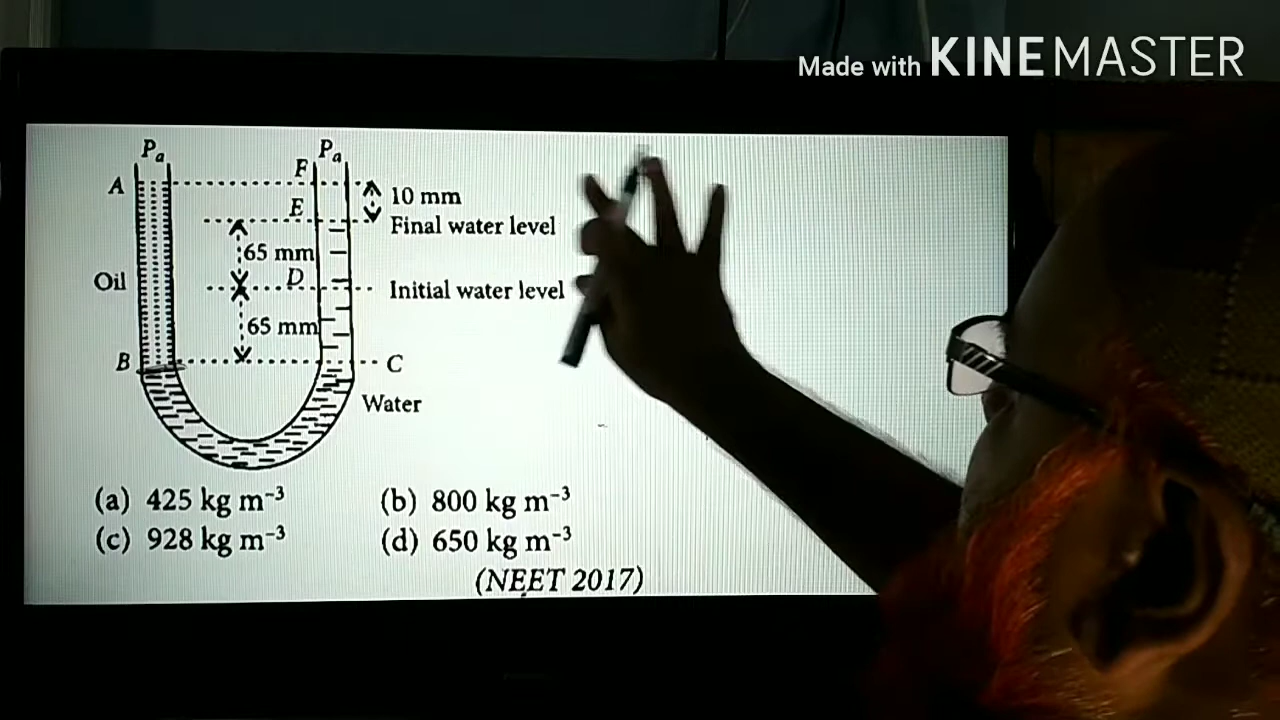 Made with KINEMASTER
Pa Pa
A F 10 mm
E Final water level
65 mm
Oil D Initial water level
65 mm
B C
Water
(a) 425 kg m⁻³ (b) 800 kg m⁻³
(c) 928 kg m⁻³ (d) 650 kg m⁻³
(NEET 2017)